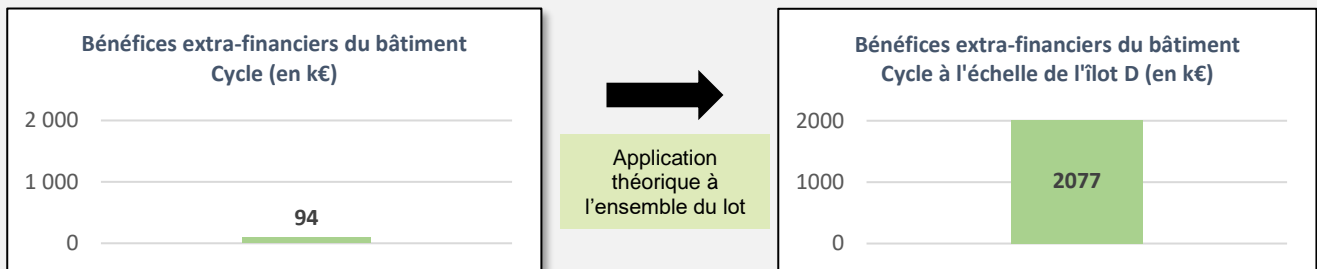 Bénéfices extra-financiers du bâtiment
Cycle (en k€)
2 000
1 000
94
0
Application
théorique à
l'ensemble du lot
Bénéfices extra-financiers du bâtiment
Cycle à l'échelle de l'îlot D (en k€)
2000
1000
2077
0